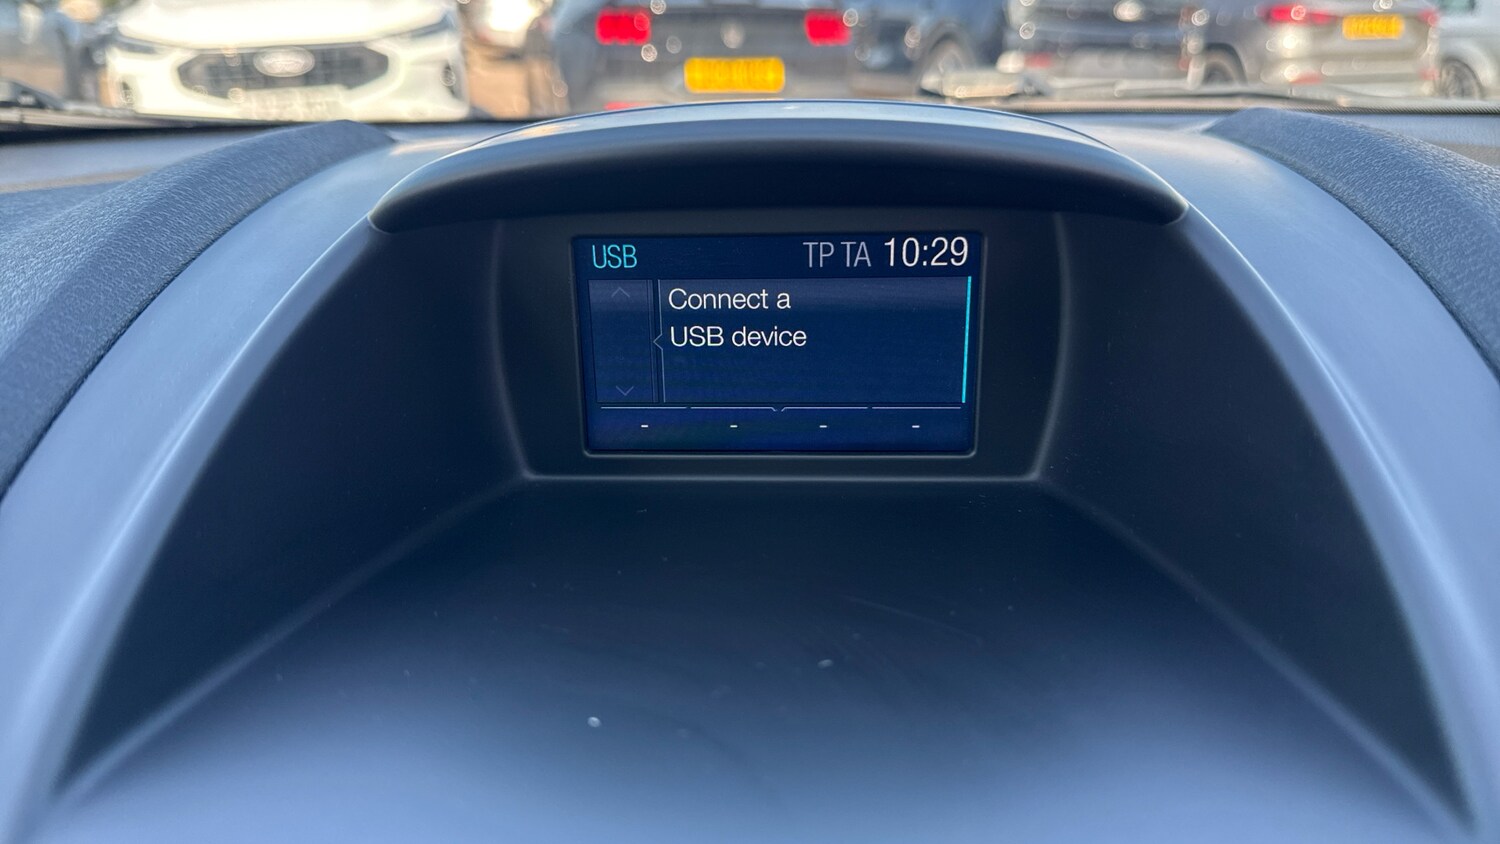 USB TP TA 10:29
Connect a
USB device
- - - -